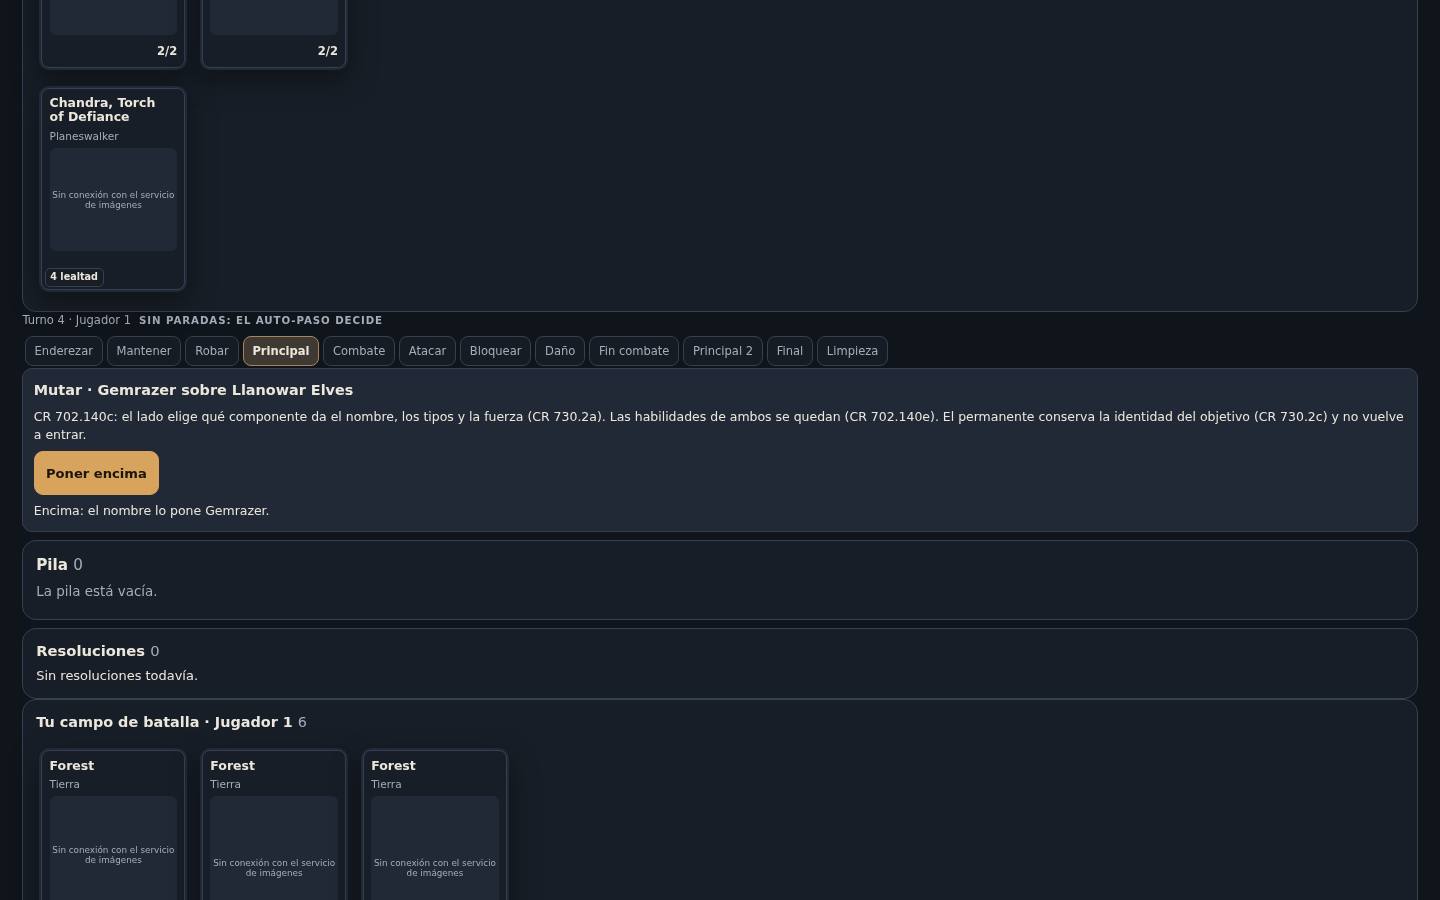 2/2
2/2
Chandra, Torch
of Defiance
Planeswalker
Sin conexión con el servicio
de imágenes
4 lealtad
Turno 4 · Jugador 1 SIN PARADAS: EL AUTO-PASO DECIDE
Enderezar
Mantener
Robar
Principal
Combate
Atacar
Bloquear
Daño
Fin combate
Principal 2
Final
Limpieza
Mutar · Gemrazer sobre Llanowar Elves
CR 702.140c: el lado elige qué componente da el nombre, los tipos y la fuerza (CR 730.2a). Las habilidades de ambos se quedan (CR 702.140e). El permanente conserva la identidad del objetivo (CR 730.2c) y no vuelve
a entrar.
Poner encima
Encima: el nombre lo pone Gemrazer.
Pila 0
La pila está vacía.
Resoluciones 0
Sin resoluciones todavía.
Tu campo de batalla · Jugador 1 6
Forest
Tierra
Sin conexión con el servicio
de imágenes
Forest
Tierra
Sin conexión con el servicio
de imágenes
Forest
Tierra
Sin conexión con el servicio
de imágenes